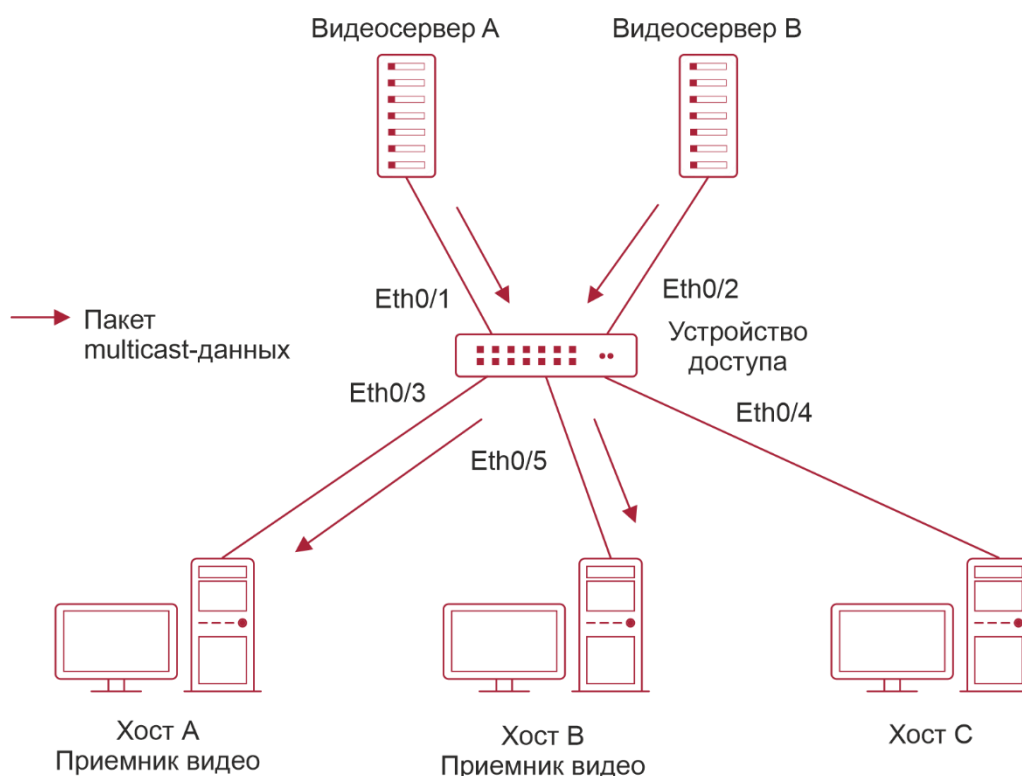 Видеосервер A
Видеосервер B
Eth0/1
Eth0/2
Пакет
multicast-данных
Устройство
доступа
Eth0/3
Eth0/4
Eth0/5
Хост A
Приемник видео
Хост B
Приемник видео
Хост C